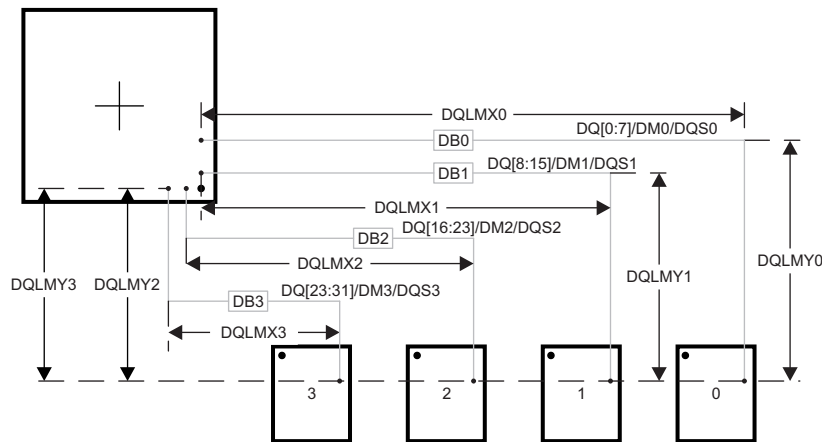 DQLMX0
DQ[0:7]/DM0/DQS0
DB0
DQ[8:15]/DM1/DQS1
DB1
DQLMX1
DQ[16:23]/DM2/DQS2
DB2
DQLMX2
DQLMY0
DQLMY1
DQLMY3
DQLMY2
DQ[23:31]/DM3/DQS3
DB3
DQLMX3
3
2
1
0